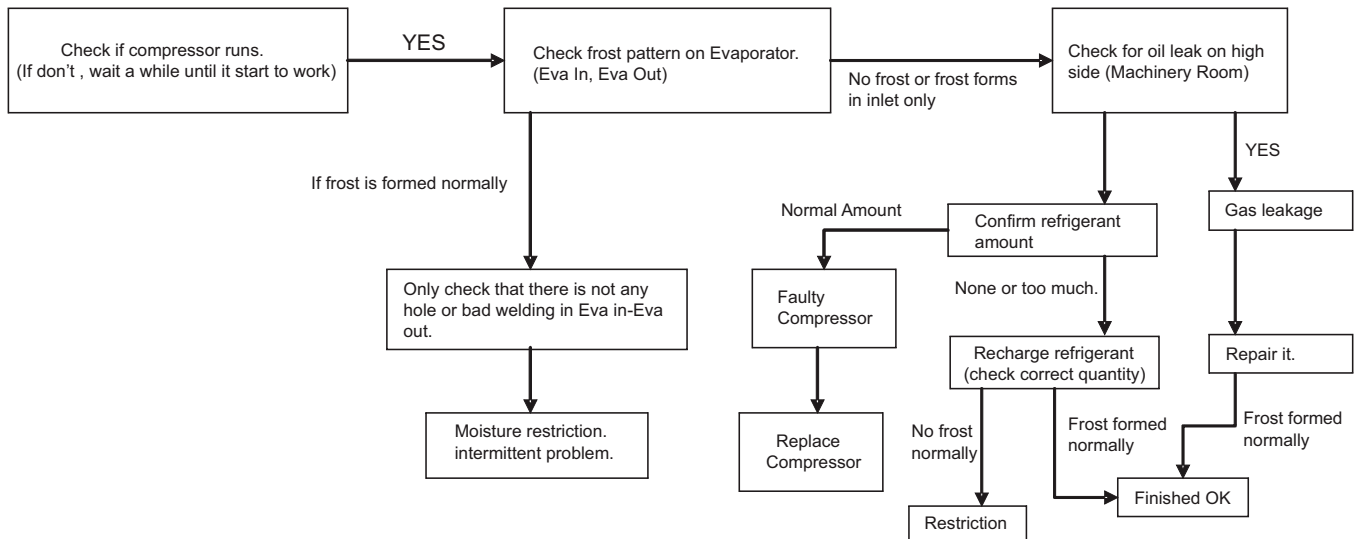 Check if compressor runs.
(If don't , wait a while until it start to work)
YES
Check frost pattern on Evaporator.
(Eva In, Eva Out)
No frost or frost forms
in inlet only
Check for oil leak on high
side (Machinery Room)
YES
If frost is formed normally
Normal Amount
Confirm refrigerant
amount
Gas leakage
Only check that there is not any
hole or bad welding in Eva in-Eva
out.
Faulty
Compressor
None or too much.
Recharge refrigerant
(check correct quantity)
Repair it.
Moisture restriction.
intermittent problem.
Replace
Compressor
No frost
normally
Frost formed
normally
Frost formed
normally
Finished OK
Restriction